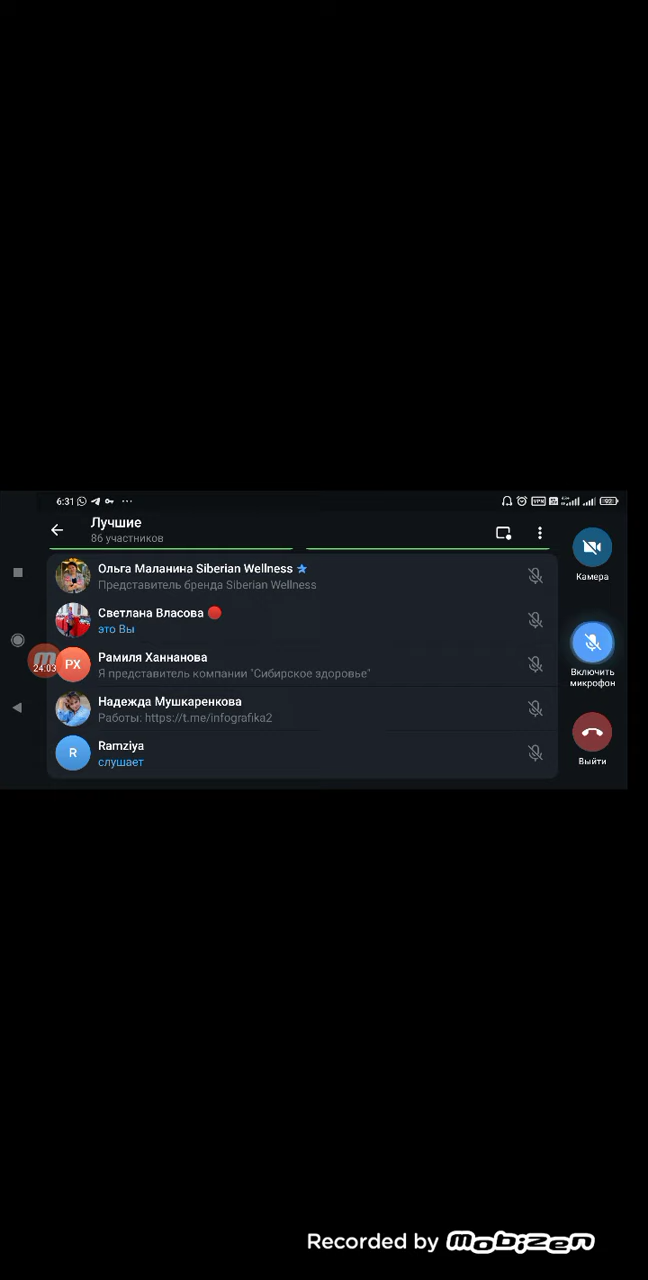 6:31
VPN
92
Лучшие
86 участников
Камера
Ольга Маланина Siberian Wellness
Представитель бренда Siberian Wellness
Светлана Власова
это Вы
24:03
РХ
Рамиля Ханнанова
Я представитель компании "Сибирское здоровье"
Включить
микрофон
Надежда Мушкаренкова
Работы: https://t.me/infografika2
R
Ramziya
слушает
Выйти
Recorded by mobizen